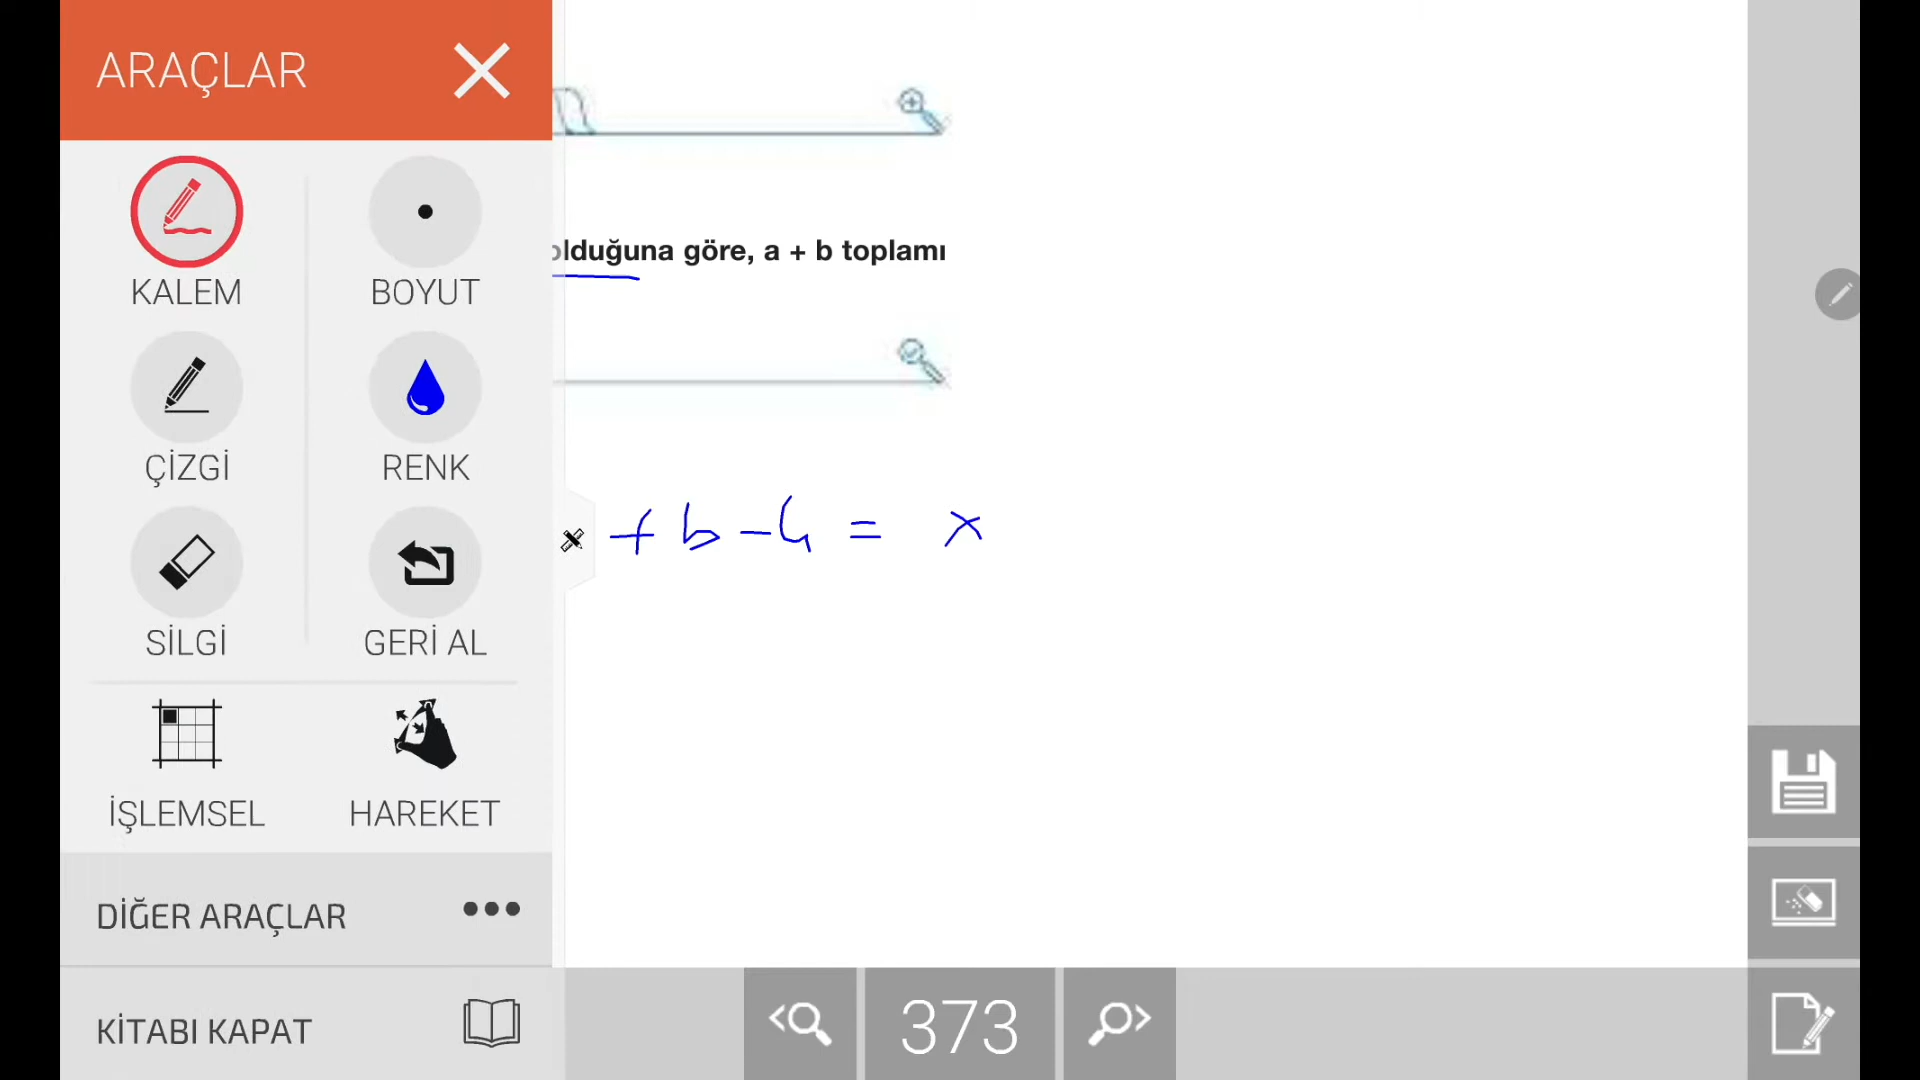 ARAÇLAR
KALEM
BOYUT
ÇİZGİ
RENK
SİLGİ
GERİ AL
İŞLEMSEL
HAREKET
DİĞER ARAÇLAR
KİTABI KAPAT
olduğuna göre, a + b toplamı
+ b - 4 = x
373